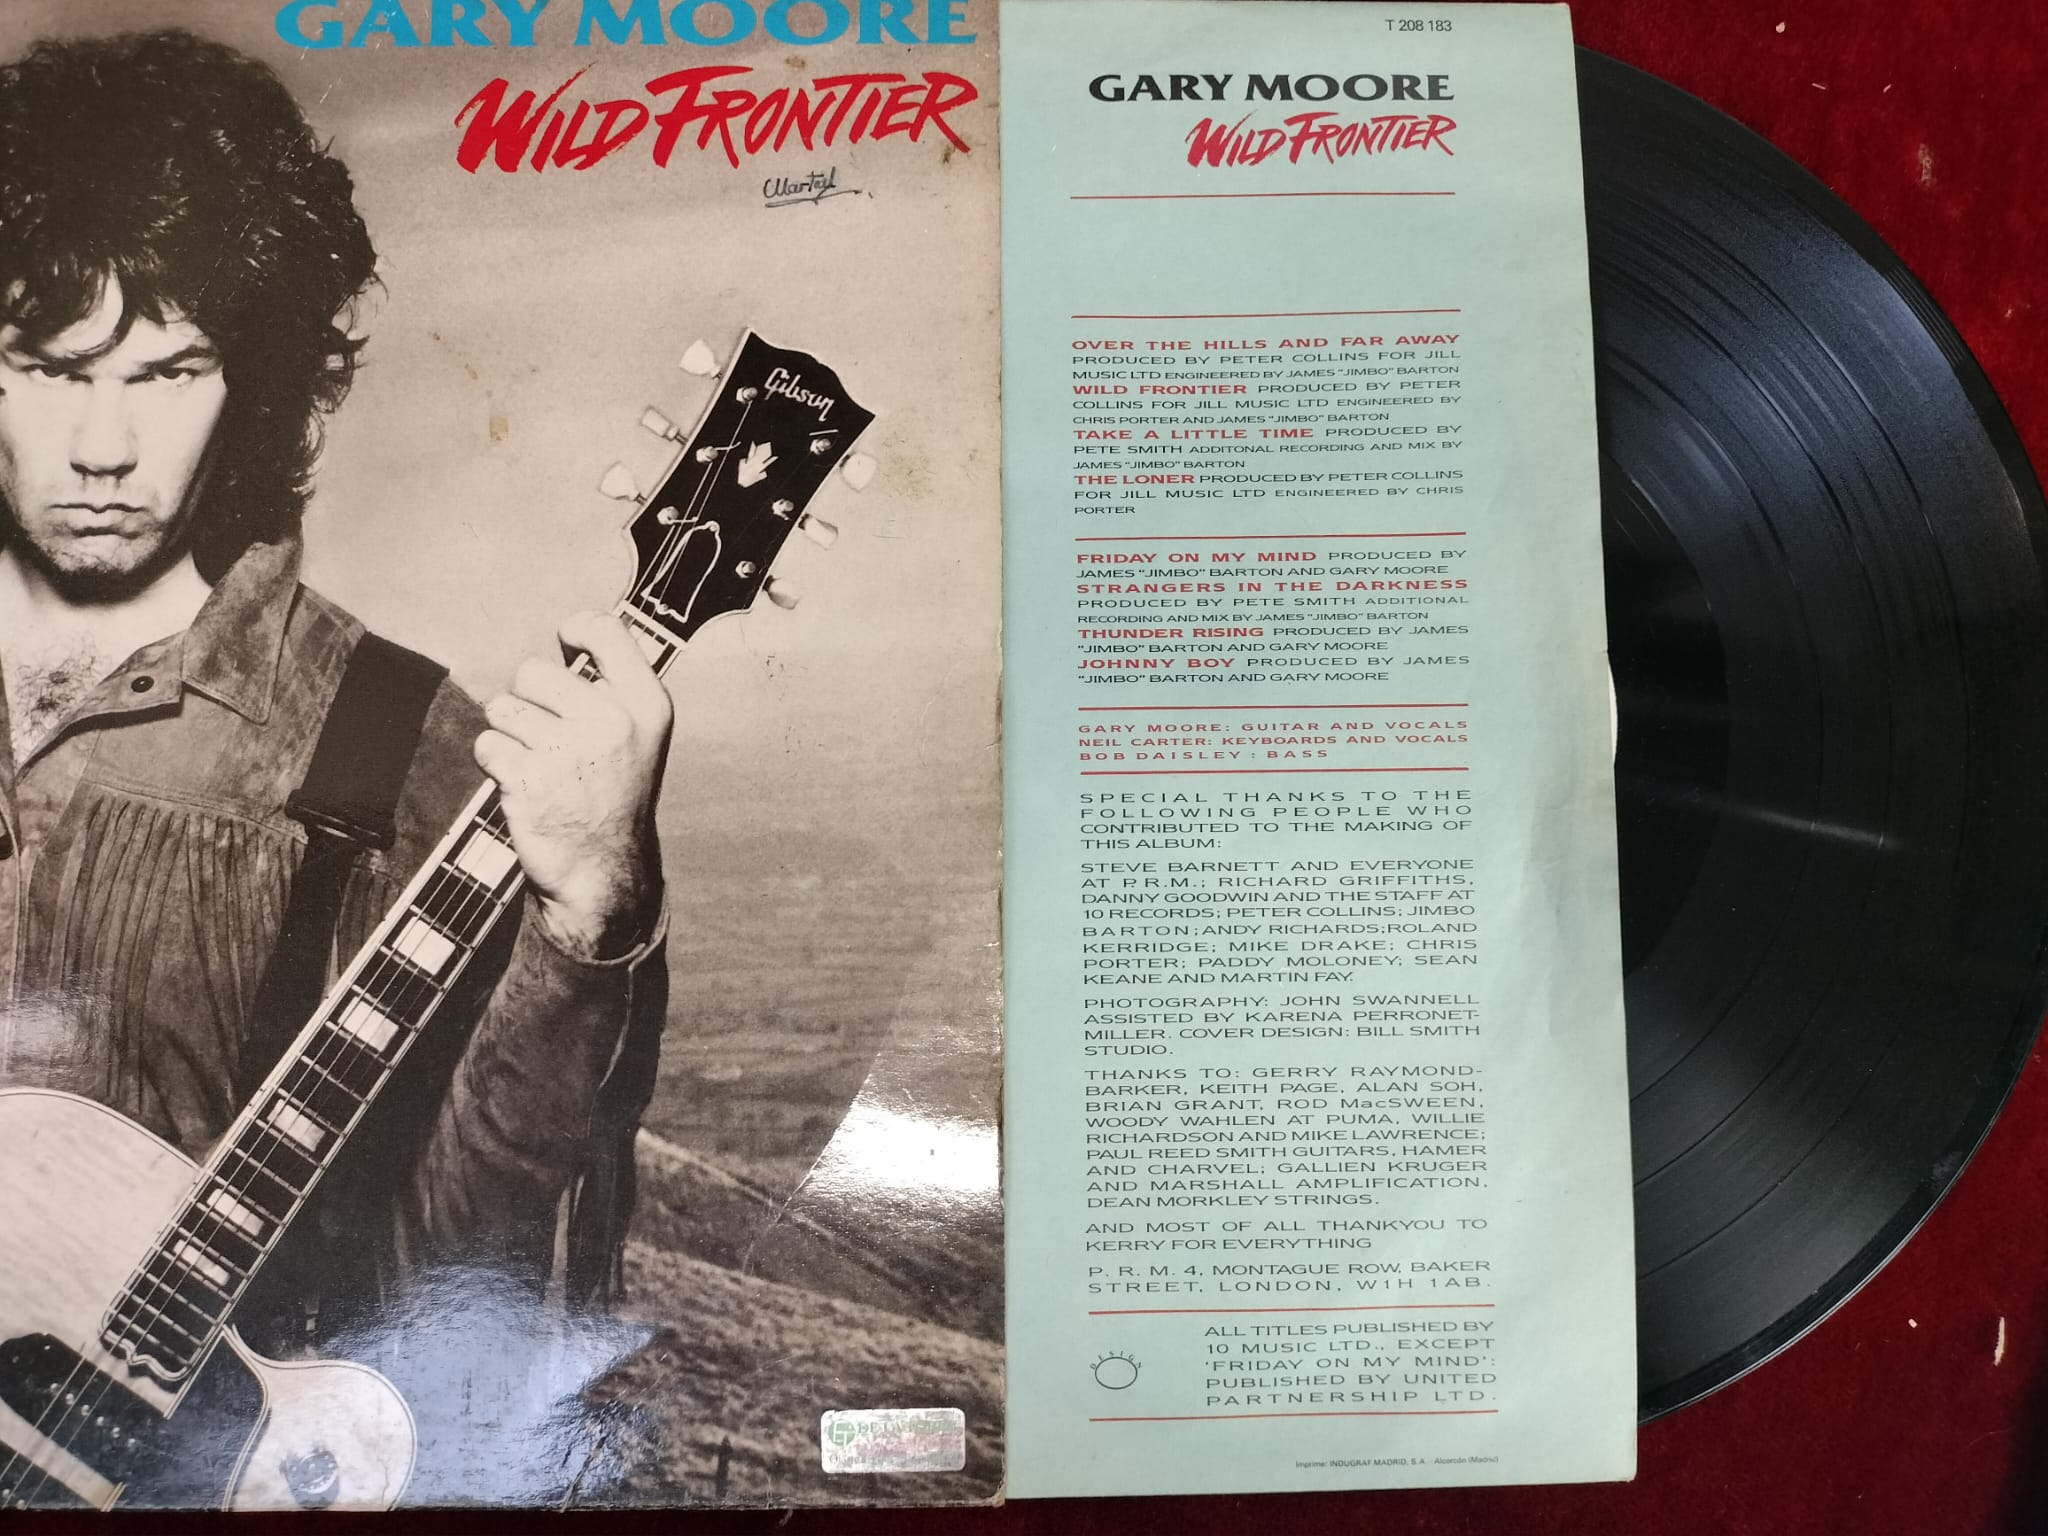 GARY MOORE
WILD FRONTIER
Gibson
T 208 183
GARY MOORE
WILD FRONTIER
OVER THE HILLS AND FAR AWAY
PRODUCED BY PETER COLLINS FOR JILL
MUSIC LTD ENGINEERED BY JAMES "JIMBO" BARTON
WILD FRONTIER PRODUCED BY PETER
COLLINS FOR JILL MUSIC LTD ENGINEERED BY
CHRIS PORTER AND JAMES "JIMBO" BARTON
TAKE A LITTLE TIME PRODUCED BY
PETE SMITH ADDITONAL RECORDING AND MIX BY
JAMES "JIMBO" BARTON
THE LONER PRODUCED BY PETER COLLINS
FOR JILL MUSIC LTD ENGINEERED BY CHRIS
PORTER
FRIDAY ON MY MIND PRODUCED BY
JAMES "JIMBO" BARTON AND GARY MOORE
STRANGERS IN THE DARKNESS
PRODUCED BY PETE SMITH ADDITIONAL
RECORDING AND MIX BY JAMES "JIMBO" BARTON
THUNDER RISING PRODUCED BY JAMES
"JIMBO" BARTON AND GARY MOORE
JOHNNY BOY PRODUCED BY JAMES
"JIMBO" BARTON AND GARY MOORE
GARY MOORE: GUITAR AND VOCALS
NEIL CARTER: KEYBOARDS AND VOCALS
BOB DAISLEY : BASS
SPECIAL THANKS TO THE
FOLLOWING PEOPLE WHO
CONTRIBUTED TO THE MAKING OF
THIS ALBUM:
STEVE BARNETT AND EVERYONE
AT P.R.M.; RICHARD GRIFFITHS,
DANNY GOODWIN AND THE STAFF AT
10 RECORDS; PETER COLLINS; JIMBO
BARTON; ANDY RICHARDS; ROLAND
KERRIDGE; MIKE DRAKE; CHRIS
PORTER; PADDY MOLONEY; SEAN
KEANE AND MARTIN FAY.
PHOTOGRAPHY: JOHN SWANNELL
ASSISTED BY KARENA PERRONET-
MILLER. COVER DESIGN: BILL SMITH
STUDIO.
THANKS TO: GERRY RAYMOND-
BARKER, KEITH PAGE, ALAN SOH,
BRIAN GRANT, ROD MacSWEEN,
WOODY WAHLEN AT PUMA, WILLIE
RICHARDSON AND MIKE LAWRENCE;
PAUL REED SMITH GUITARS, HAMER
AND CHARVEL; GALLIEN KRUGER
AND MARSHALL AMPLIFICATION,
DEAN MORKLEY STRINGS.
AND MOST OF ALL THANKYOU TO
KERRY FOR EVERYTHING
P. R. M. 4, MONTAGUE ROW, BAKER
STREET, LONDON, W1H 1AB.
DESIGN
ALL TITLES PUBLISHED BY
10 MUSIC LTD., EXCEPT
'FRIDAY ON MY MIND':
PUBLISHED BY UNITED
PARTNERSHIP LTD.
Imprime: INDUGRAF MADRID, S.A. - Alcorcón (Madrid)